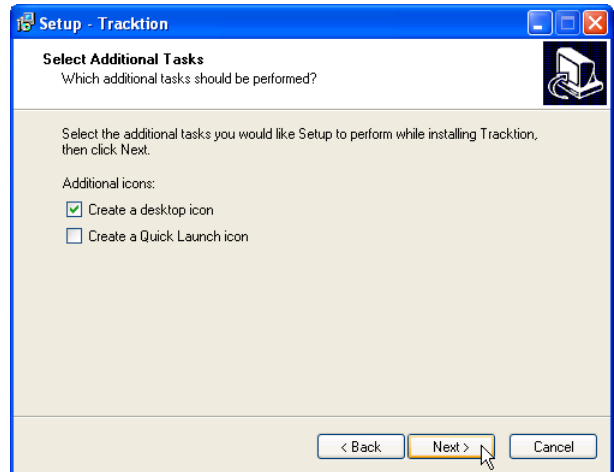 Setup - Tracktion
Select Additional Tasks
Which additional tasks should be performed?
Select the additional tasks you would like Setup to perform while installing Tracktion,
then click Next.
Additional icons:
Create a desktop icon
Create a Quick Launch icon
< Back
Next >
Cancel